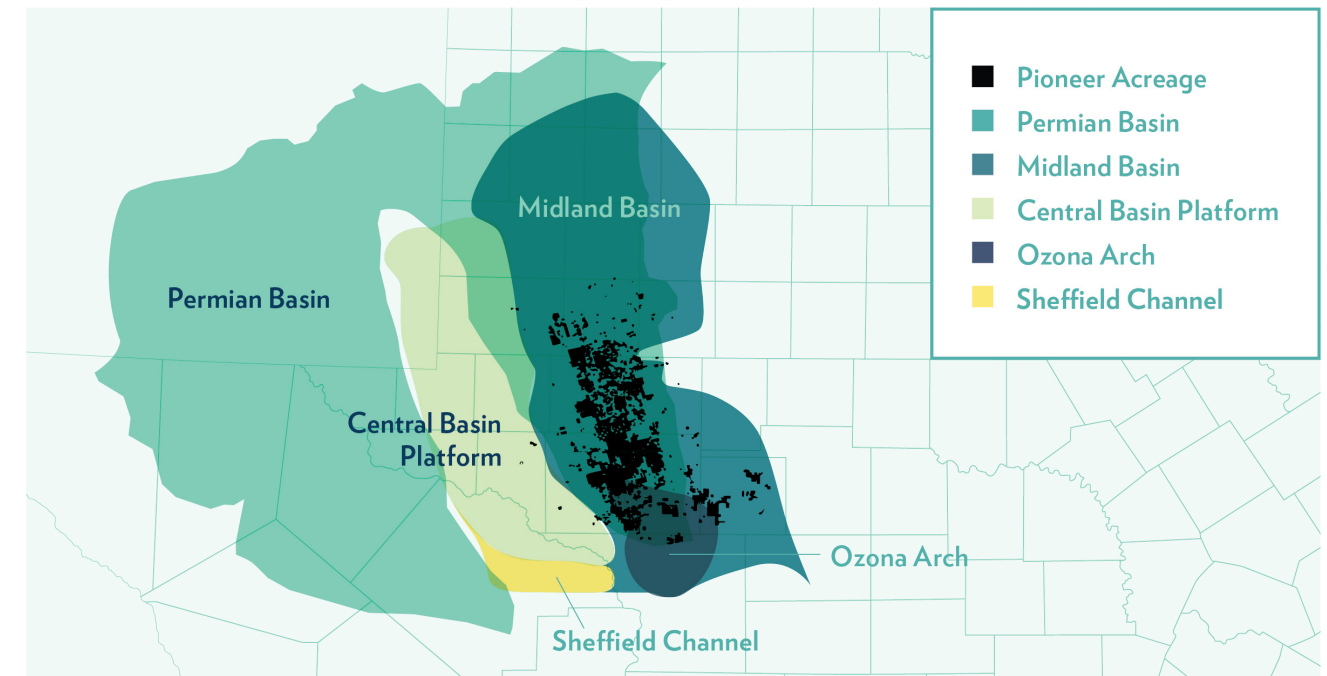 Pioneer Acreage
Permian Basin
Midland Basin
Central Basin Platform
Ozona Arch
Sheffield Channel
Midland Basin
Permian Basin
Central Basin
Platform
Ozona Arch
Sheffield Channel